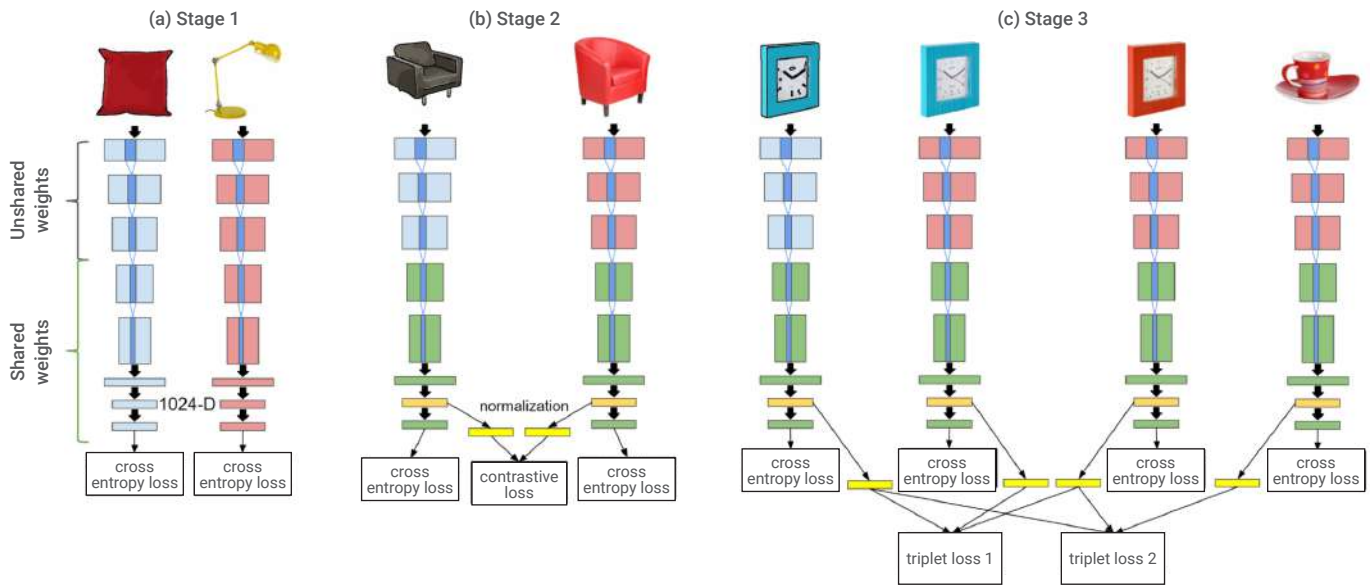 (a) Stage 1
(b) Stage 2
(c) Stage 3
Unshared
weights
Shared
weights
1024-D
normalization
cross
entropy loss
cross
entropy loss
cross
entropy loss
contrastive
loss
cross
entropy loss
cross
entropy loss
cross
entropy loss
cross
entropy loss
cross
entropy loss
triplet loss 1
triplet loss 2